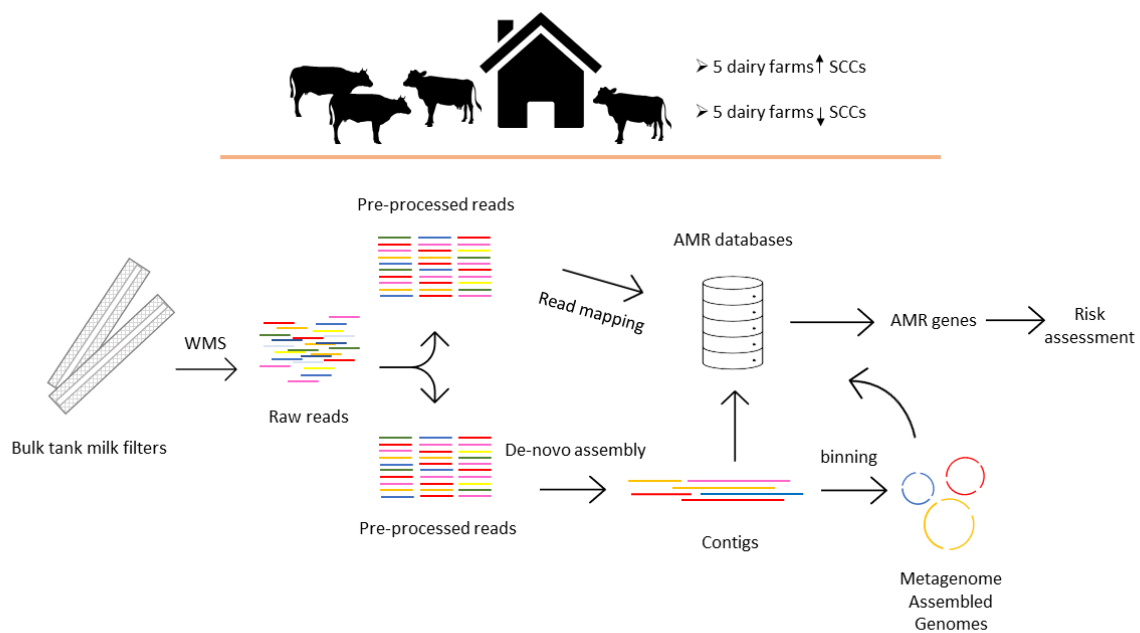 ➢ 5 dairy farms↑ SCCs
➢ 5 dairy farms↓ SCCs
Pre-processed reads
AMR databases
Read mapping
WMS
AMR genes
Risk
assessment
Raw reads
Bulk tank milk filters
De-novo assembly
binning
Pre-processed reads
Contigs
Metagenome
Assembled
Genomes